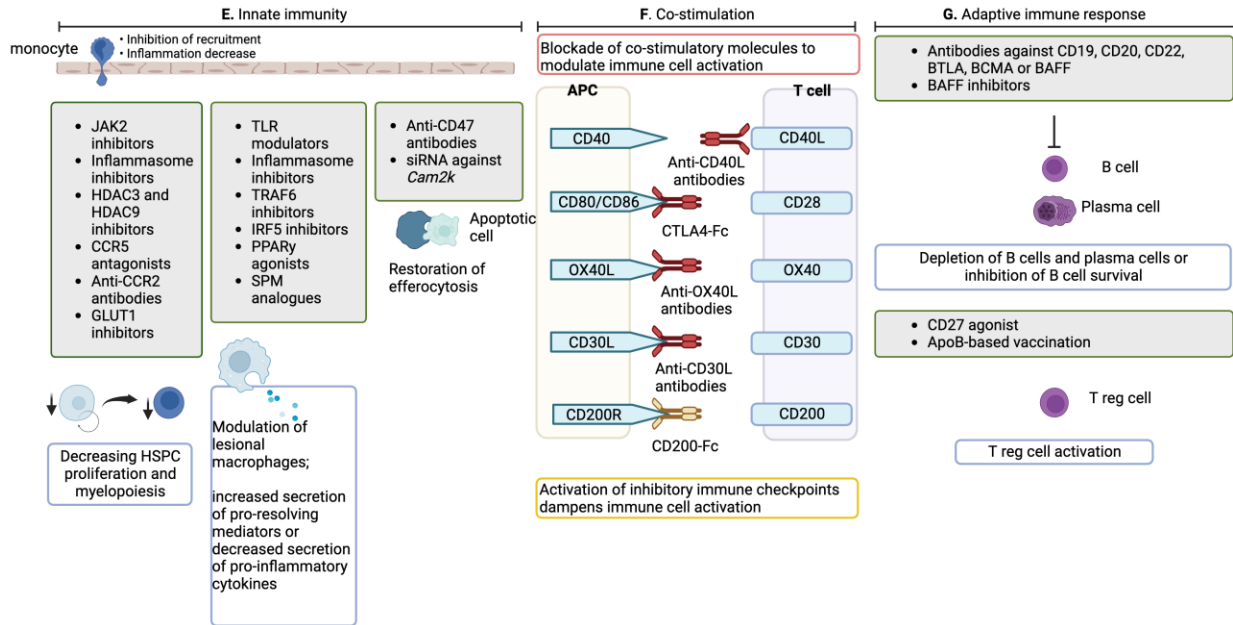 E. Innate immunity
monocyte
• Inhibition of recruitment
• Inflammation decrease
• JAK2
inhibitors
• Inflammasome
inhibitors
• HDAC3 and
HDAC9
inhibitors
• CCR5
antagonists
• Anti-CCR2
antibodies
• GLUT1
inhibitors
Decreasing HSPC
proliferation and
myelopoiesis
• TLR
modulators
• Inflammasome
inhibitors
• TRAF6
inhibitors
• IRF5 inhibitors
• PPARy
agonists
• SPM
analogues
Modulation of
lesional
macrophages;
increased secretion
of pro-resolving
mediators or
decreased secretion
of pro-inflammatory
cytokines
• Anti-CD47
antibodies
• siRNA against
Cam2k
Apoptotic
cell
Restoration of
efferocytosis
F. Co-stimulation
Blockade of co-stimulatory molecules to
modulate immune cell activation
APC
T cell
CD40
CD40L
Anti-CD40L
antibodies
CD80/CD86
CD28
CTLA4-Fc
OX40L
OX40
Anti-OX40L
antibodies
CD30L
CD30
Anti-CD30L
antibodies
CD200R
CD200
CD200-Fc
Activation of inhibitory immune checkpoints
dampens immune cell activation
G. Adaptive immune response
• Antibodies against CD19, CD20, CD22,
BTLA, BCMA or BAFF
• BAFF inhibitors
B cell
Plasma cell
Depletion of B cells and plasma cells or
inhibition of B cell survival
• CD27 agonist
• ApoB-based vaccination
T reg cell
T reg cell activation